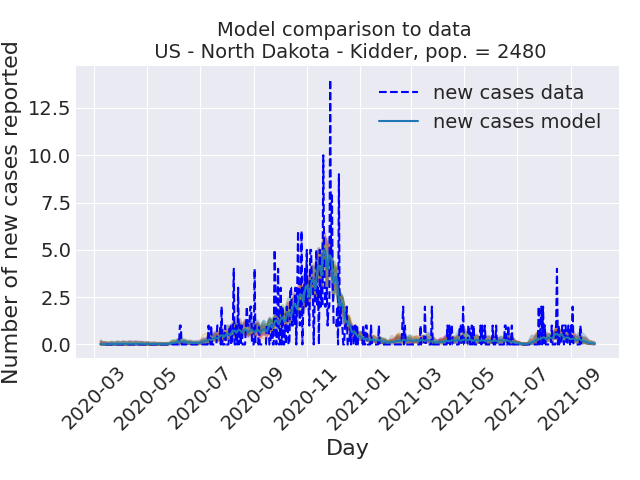 Model comparison to data
US - North Dakota - Kidder, pop. = 2480
Number of new cases reported
12.5
10.0
7.5
5.0
2.5
0.0
new cases data
new cases model
2020-03
2020-05
2020-07
2020-09
2020-11
2021-01
2021-03
2021-05
2021-07
2021-09
Day